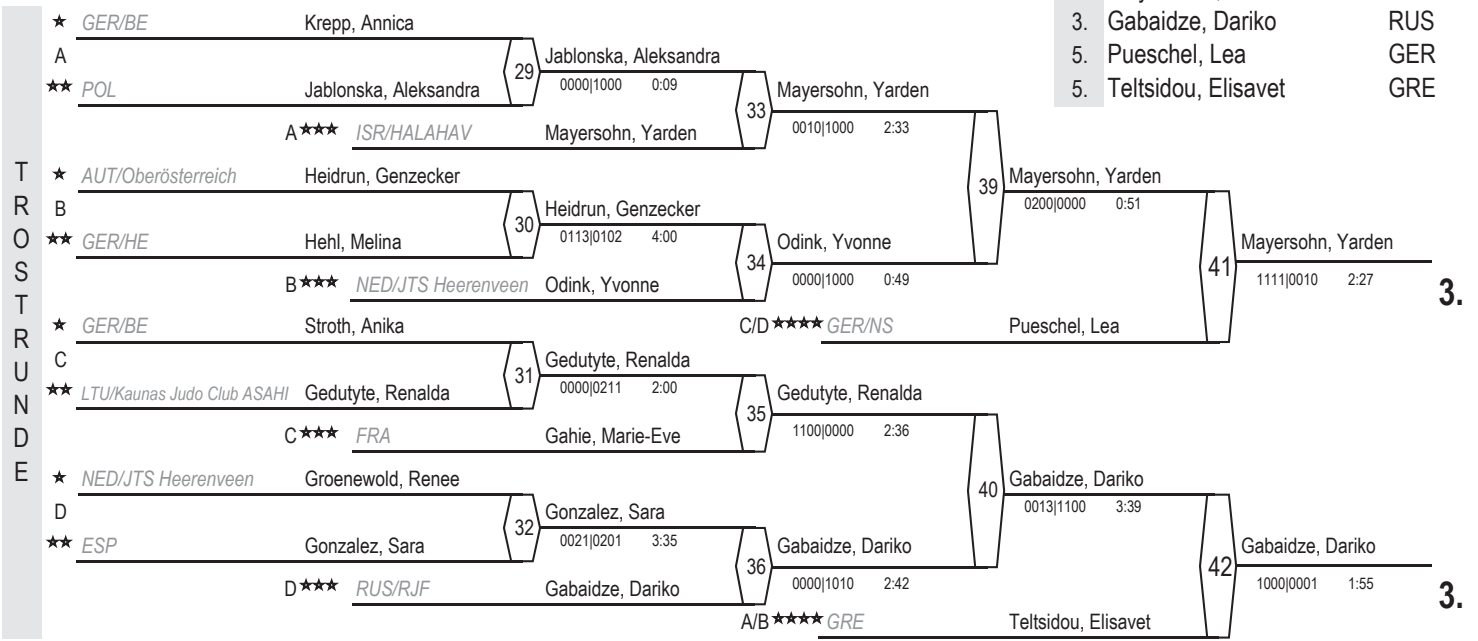 3. Gabaidze, Dariko RUS
5. Pueschel, Lea GER
5. Teltsidou, Elisavet GRE
TROSTRUNDE
★ GER/BE Krepp, Annica
A
★★ POL Jablonska, Aleksandra
29 Jablonska, Aleksandra
0000|1000 0:09
A★★★ ISR/HALAHAV Mayersohn, Yarden
33 Mayersohn, Yarden
0010|1000 2:33
★ AUT/Oberösterreich Heidrun, Genzecker
B
★★ GER/HE Hehl, Melina
30 Heidrun, Genzecker
0113|0102 4:00
B★★★ NED/JTS Heerenveen Odink, Yvonne
34 Odink, Yvonne
0000|1000 0:49
39 Mayersohn, Yarden
0200|0000 0:51
C/D★★★★ GER/NS Pueschel, Lea
41 Mayersohn, Yarden
1111|0010 2:27
3.
★ GER/BE Stroth, Anika
C
★★ LTU/Kaunas Judo Club ASAHI Gedutyte, Renalda
31 Gedutyte, Renalda
0000|0211 2:00
C★★★ FRA Gahie, Marie-Eve
35 Gedutyte, Renalda
1100|0000 2:36
★ NED/JTS Heerenveen Groenewold, Renee
D
★★ ESP Gonzalez, Sara
32 Gonzalez, Sara
0021|0201 3:35
D★★★ RUS/RJF Gabaidze, Dariko
36 Gabaidze, Dariko
0000|1010 2:42
40 Gabaidze, Dariko
0013|1100 3:39
A/B★★★★ GRE Teltsidou, Elisavet
42 Gabaidze, Dariko
1000|0001 1:55
3.